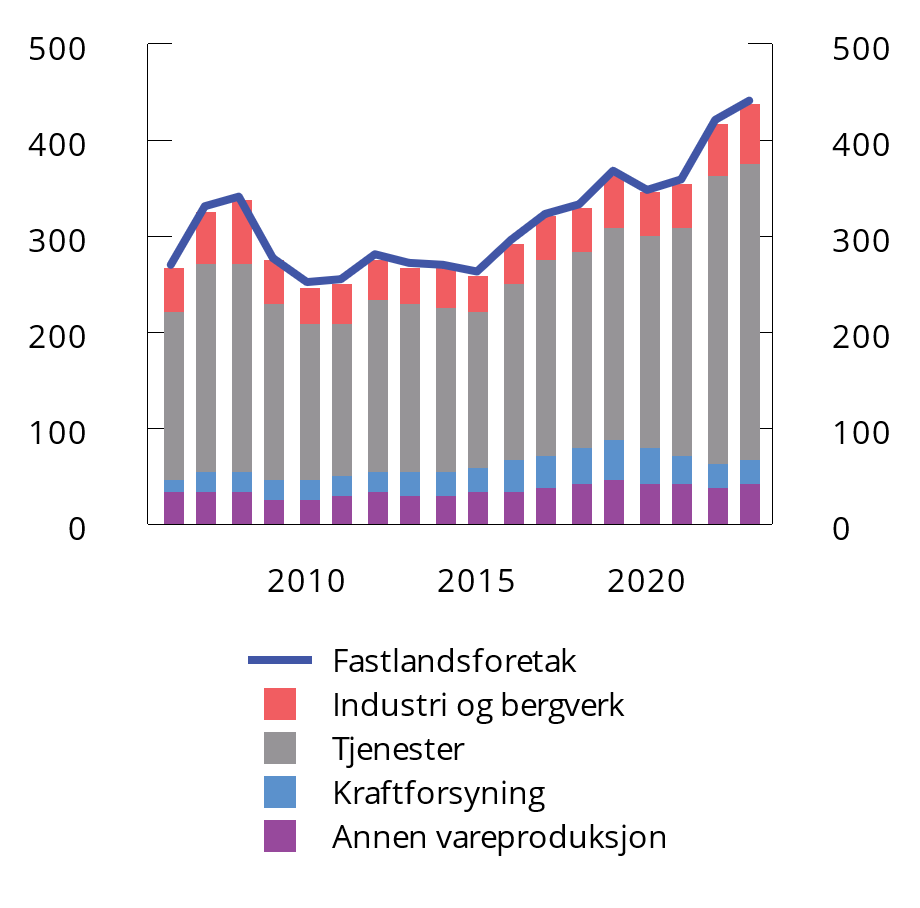 500 500
400 400
300 300
200 200
100 100
0 0
2010 2015 2020
Fastlandsforetak
Industri og bergverk
Tjenester
Kraftforsyning
Annen vareproduksjon